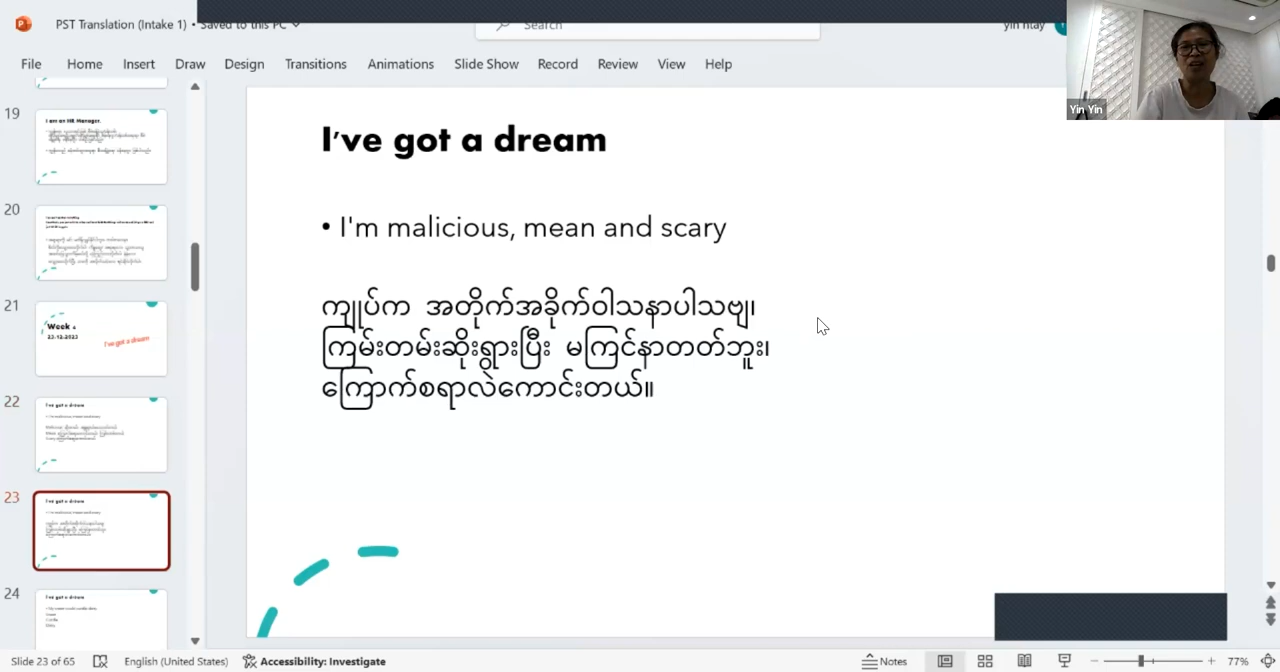 PST Translation (Intake 1) • Saved to this PC
Search
yin htay
File Home Insert Draw Design Transitions Animations Slide Show Record Review View Help
Yin Yin
19
I am an HR Manager.
20
21
Week 4
23-12-2023
I've got a dream
22
I've got a dream
23
I've got a dream
24
I've got a dream
I've got a dream
• I'm malicious, mean and scary
ကျုပ်က အတိုက်အခိုက်ဝါသနာပါသဗျ၊
ကြမ်းတမ်းဆိုးရွားပြီး မကြင်နာတတ်ဘူး၊
ကြောက်စရာလဲကောင်းတယ်။
Slide 23 of 65 English (United States) Accessibility: Investigate Notes 77%